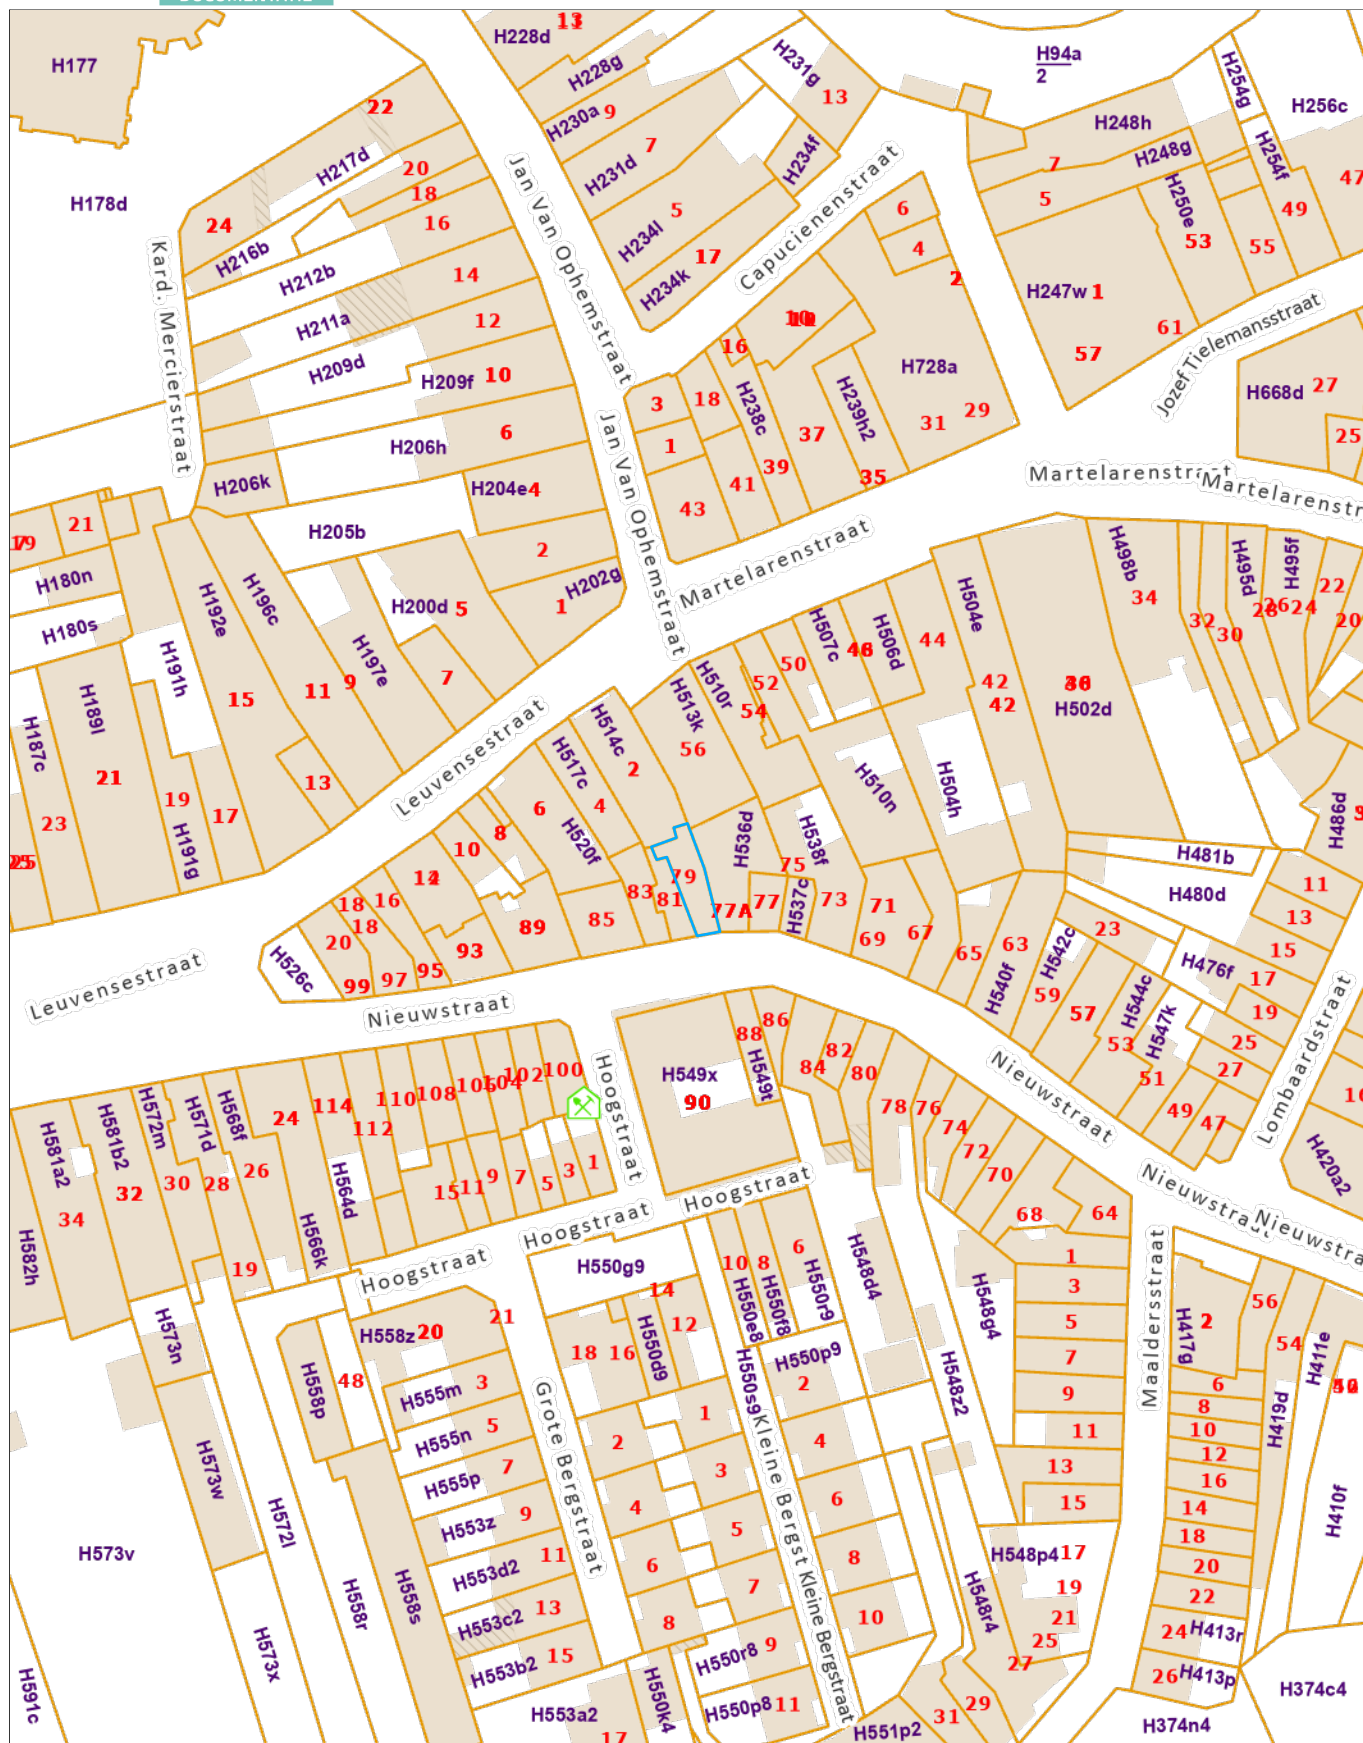 H177
H178d
22
H217d
24
H216b
20
18
16
H212b
14
H211a
12
H209d
H209f
10
H206h
6
H206k
H204e
4
H205b
2
H202g
1
H200d
5
7
H197e
9
H196c
11
H192e
15
13
21
H180n
H180s
H191h
H189l
21
H187c
23
19
H191g
17
Kard. Mercierstraat
Jan Van Ophemstraat
Jan Van Ophemstraat
H228d
H228g
H230a
9
7
H231d
5
H234l
17
H234k
H231g
13
H234f
Capucienenstraat
6
4
2
16
3
18
1
H238c
37
H239h2
H728a
31
29
39
35
41
43
Martelarenstraat
H94a
2
H254g
H256c
H248h
H248g
7
5
H250e
53
H254f
49
55
47
H247w
1
61
57
Jozef Tielemansstraat
H668d
27
25
Martelarenstraat
H498b
34
32
30
H495d
H495f
24
22
20
H504e
42
42
H502d
44
H506d
H507c
50
52
54
H510r
H513k
56
H514c
2
H517c
4
H520f
6
8
10
16
18
18
20
H526c
99
97
95
93
89
85
83
81
79
77A
77
75
H536d
H538f
H537c
73
71
69
67
65
63
H510n
H504h
H486d
H481b
H480d
11
13
15
17
19
H476f
23
H542c
H540f
59
57
H544c
H547k
53
51
25
27
49
47
Leuvensestraat
Leuvensestraat
Nieuwstraat
Nieuwstraat
Nieuwstraat
Lombaardstraat
H420a2
Hoogstraat
Hoogstraat
Hoogstraat
Hoogstraat
H549x
90
88
86
H549t
84
82
80
78
76
74
72
70
68
64
100
102
104
108
110
112
114
24
H568f
H571d
H572m
H581b2
H581a2
26
28
30
32
34
H564d
H566k
15
11
9
7
5
3
1
19
H582h
H573n
H573w
H573v
H572l
H573x
H591c
H558r
H558s
H558p
48
H558z
20
21
H555m
3
H555n
5
H555p
7
H553z
9
H553d2
11
H553c2
13
H553b2
15
H553a2
17
Grote Bergstraat
H550g9
14
12
H550d9
18
16
2
4
6
8
1
3
5
7
H550r8
9
H550p8
11
H550k4
10
8
6
H550e8
H550f8
H550r9
H550p9
H550s9
2
4
6
8
10
Kleine Bergst
Kleine Bergstraat
H548d4
H548g4
H548z2
H548r4
H548p4
1
3
5
7
9
11
13
15
17
19
21
25
27
29
31
H551p2
Maaldersstraat
H417g
2
56
54
H411e
H419d
H410f
6
8
10
12
16
14
18
20
22
24
H413r
26
H413p
H374c4
H374n4